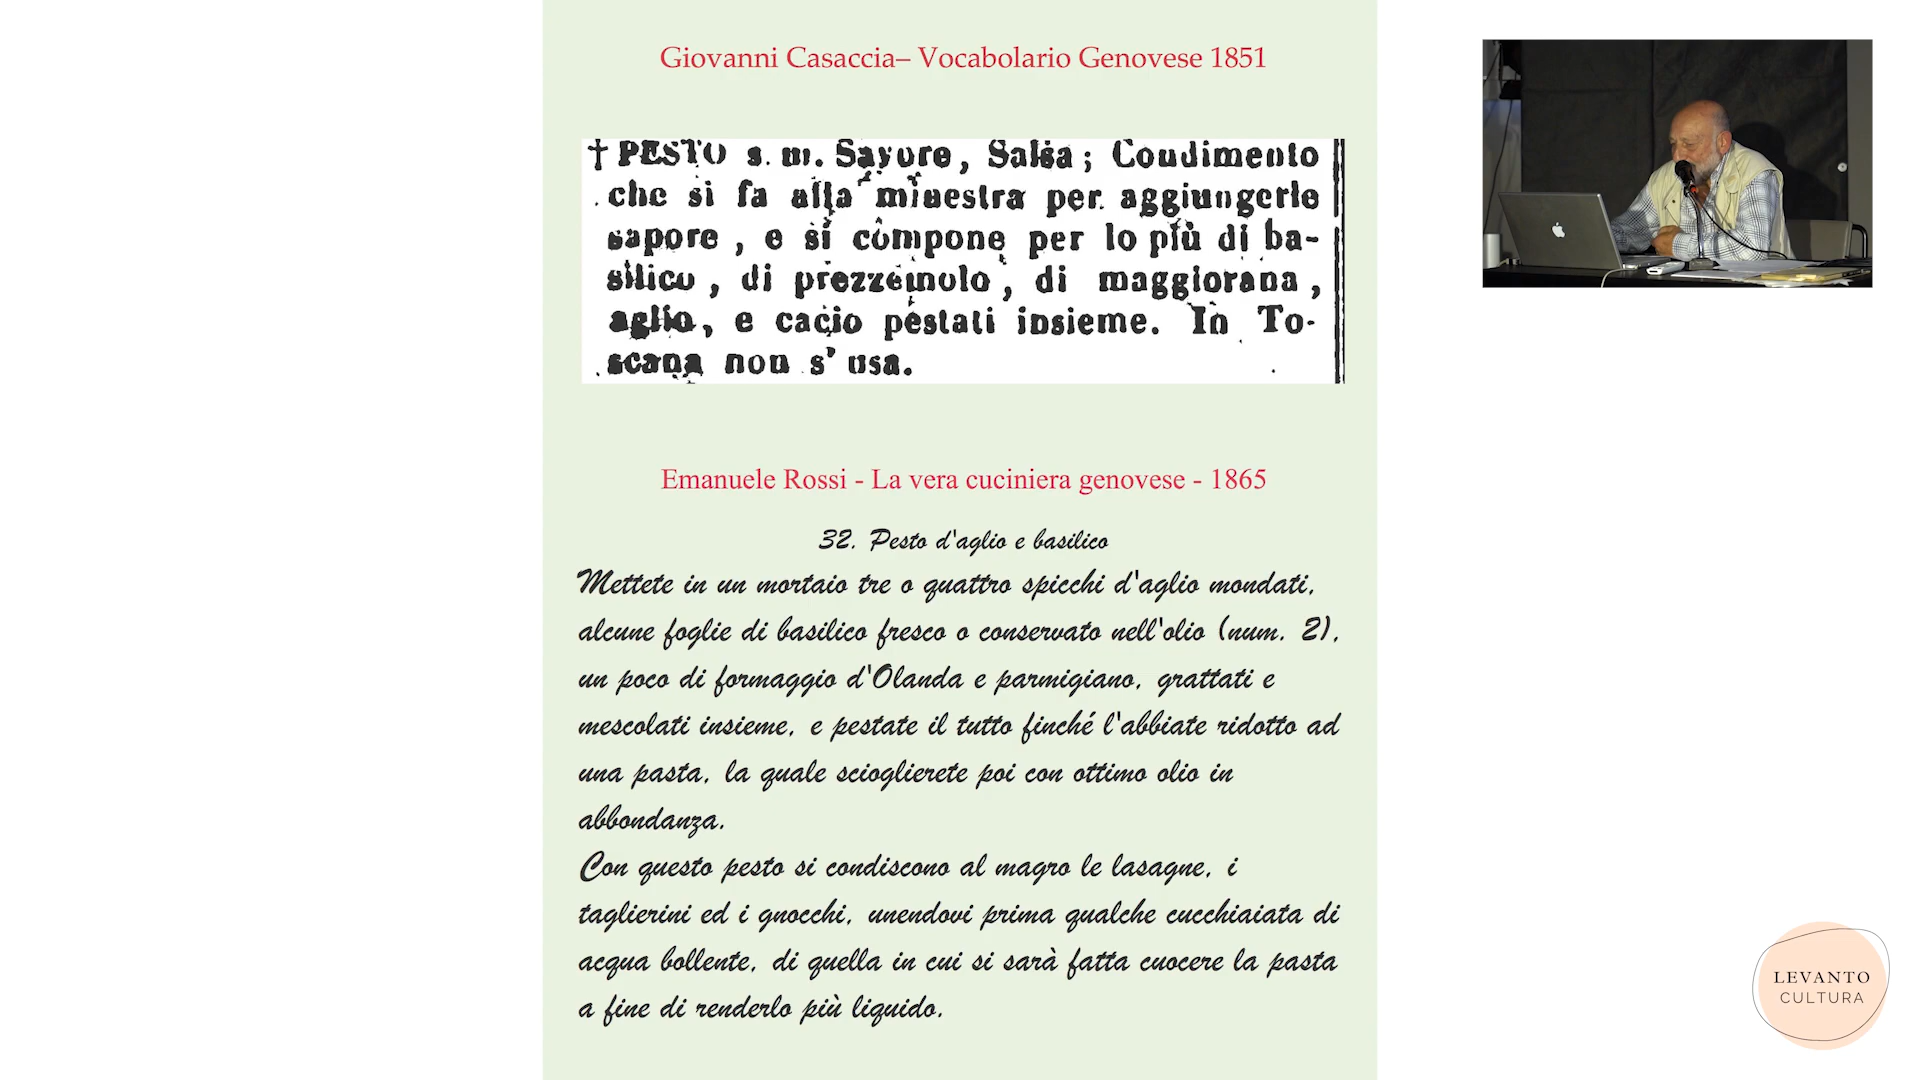 Giovanni Casaccia– Vocabolario Genovese 1851
† PESTO s. m. Savore, Salsa; Condimento
che si fa alla minestra per aggiungerle
sapore, e si compone per lo più di ba-
silico, di prezzemolo, di maggiorana,
aglio, e cacio pestati insieme. In To-
scana non s' usa.
Emanuele Rossi - La vera cuciniera genovese - 1865
32. Pesto d'aglio e basilico
Mettete in un mortaio tre o quattro spicchi d'aglio mondati,
alcune foglie di basilico fresco o conservato nell'olio (num. 2),
un poco di formaggio d'Olanda e parmigiano, grattati e
mescolati insieme, e pestate il tutto finché l'abbiate ridotto ad
una pasta, la quale scioglierete poi con ottimo olio in
abbondanza.
Con questo pesto si condiscono al magro le lasagne, i
taglierini ed i gnocchi, unendovi prima qualche cucchiaiata di
acqua bollente, di quella in cui si sarà fatta cuocere la pasta
a fine di renderlo più liquido.
LEVANTO
CULTURA